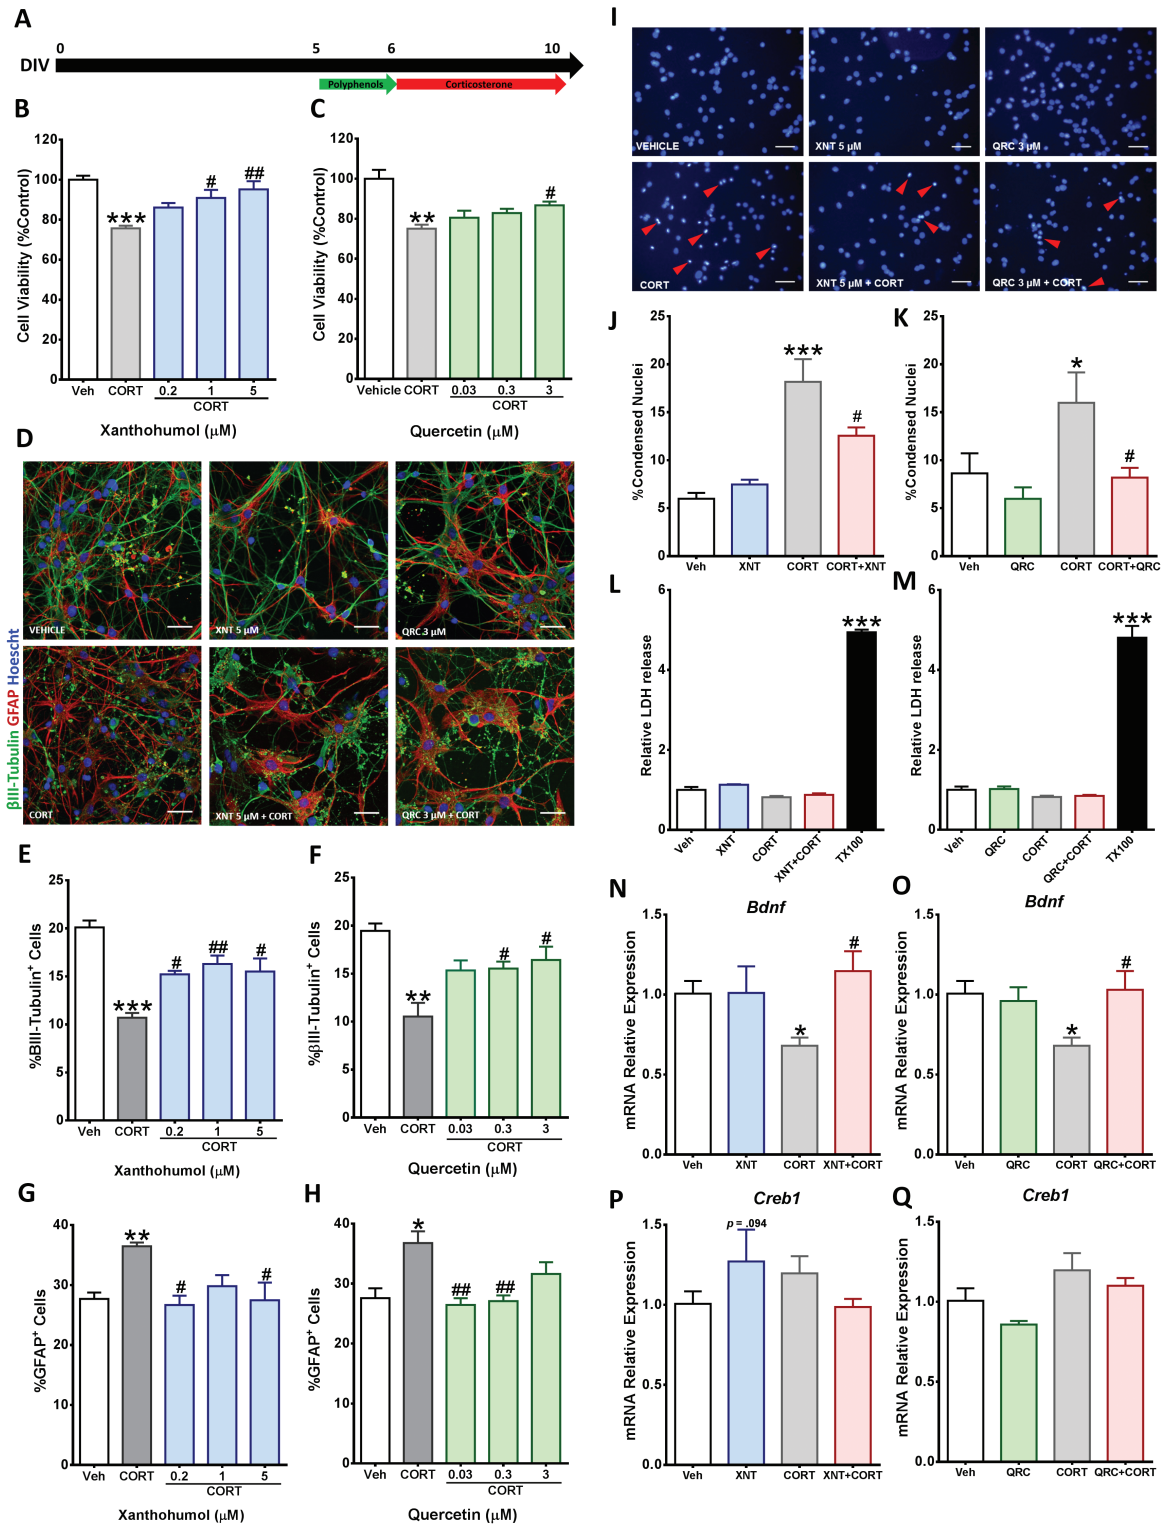 A
0 5 6 10
DIV
Polyphenols Corticosterone
B
120
100
80
60
40
20
0
Cell Viability (%Control)
*** # ##
Veh CORT 0.2 1 5
CORT
Xanthohumol (μM)
C
120
100
80
60
40
20
0
Cell Viability (%Control)
** #
Vehicle CORT 0.03 0.3 3
CORT
Quercetin (μM)
D
βIII-Tubulin GFAP Hoescht
VEHICLE XNT 5 μM QRC 3 μM
CORT XNT 5 μM + CORT QRC 3 μM + CORT
E
25
20
15
10
5
0
%BIII-Tubulin+ Cells
*** # ## #
Veh CORT 0.2 1 5
CORT
Xanthohumol (μM)
F
25
20
15
10
5
0
%βIII-Tubulin+ Cells
** # #
Veh CORT 0.03 0.3 3
CORT
Quercetin (μM)
G
40
30
20
10
0
%GFAP+ Cells
** # #
Veh CORT 0.2 1 5
CORT
Xanthohumol (μM)
H
40
30
20
10
0
%GFAP+ Cells
* ## ##
Veh CORT 0.03 0.3 3
CORT
Quercetin (μM)
I
VEHICLE XNT 5 μM QRC 3 μM
CORT XNT 5 μM + CORT QRC 3 μM + CORT
J
25
20
15
10
5
0
%Condensed Nuclei
*** #
Veh XNT CORT CORT+XNT
K
25
20
15
10
5
0
%Condensed Nuclei
* #
Veh QRC CORT CORT+QRC
L
6
4
2
0
Relative LDH release
***
Veh XNT CORT XNT+CORT TX100
M
6
4
2
0
Relative LDH release
***
Veh QRC CORT QRC+CORT TX100
N
Bdnf
1.5
1.0
0.5
0.0
mRNA Relative Expression
* #
Veh XNT CORT XNT+CORT
O
Bdnf
1.5
1.0
0.5
0.0
mRNA Relative Expression
* #
Veh QRC CORT QRC+CORT
P
Creb1
1.5
1.0
0.5
0.0
mRNA Relative Expression
p = .094
Veh XNT CORT XNT+CORT
Q
Creb1
1.5
1.0
0.5
0.0
mRNA Relative Expression
Veh QRC CORT QRC+CORT